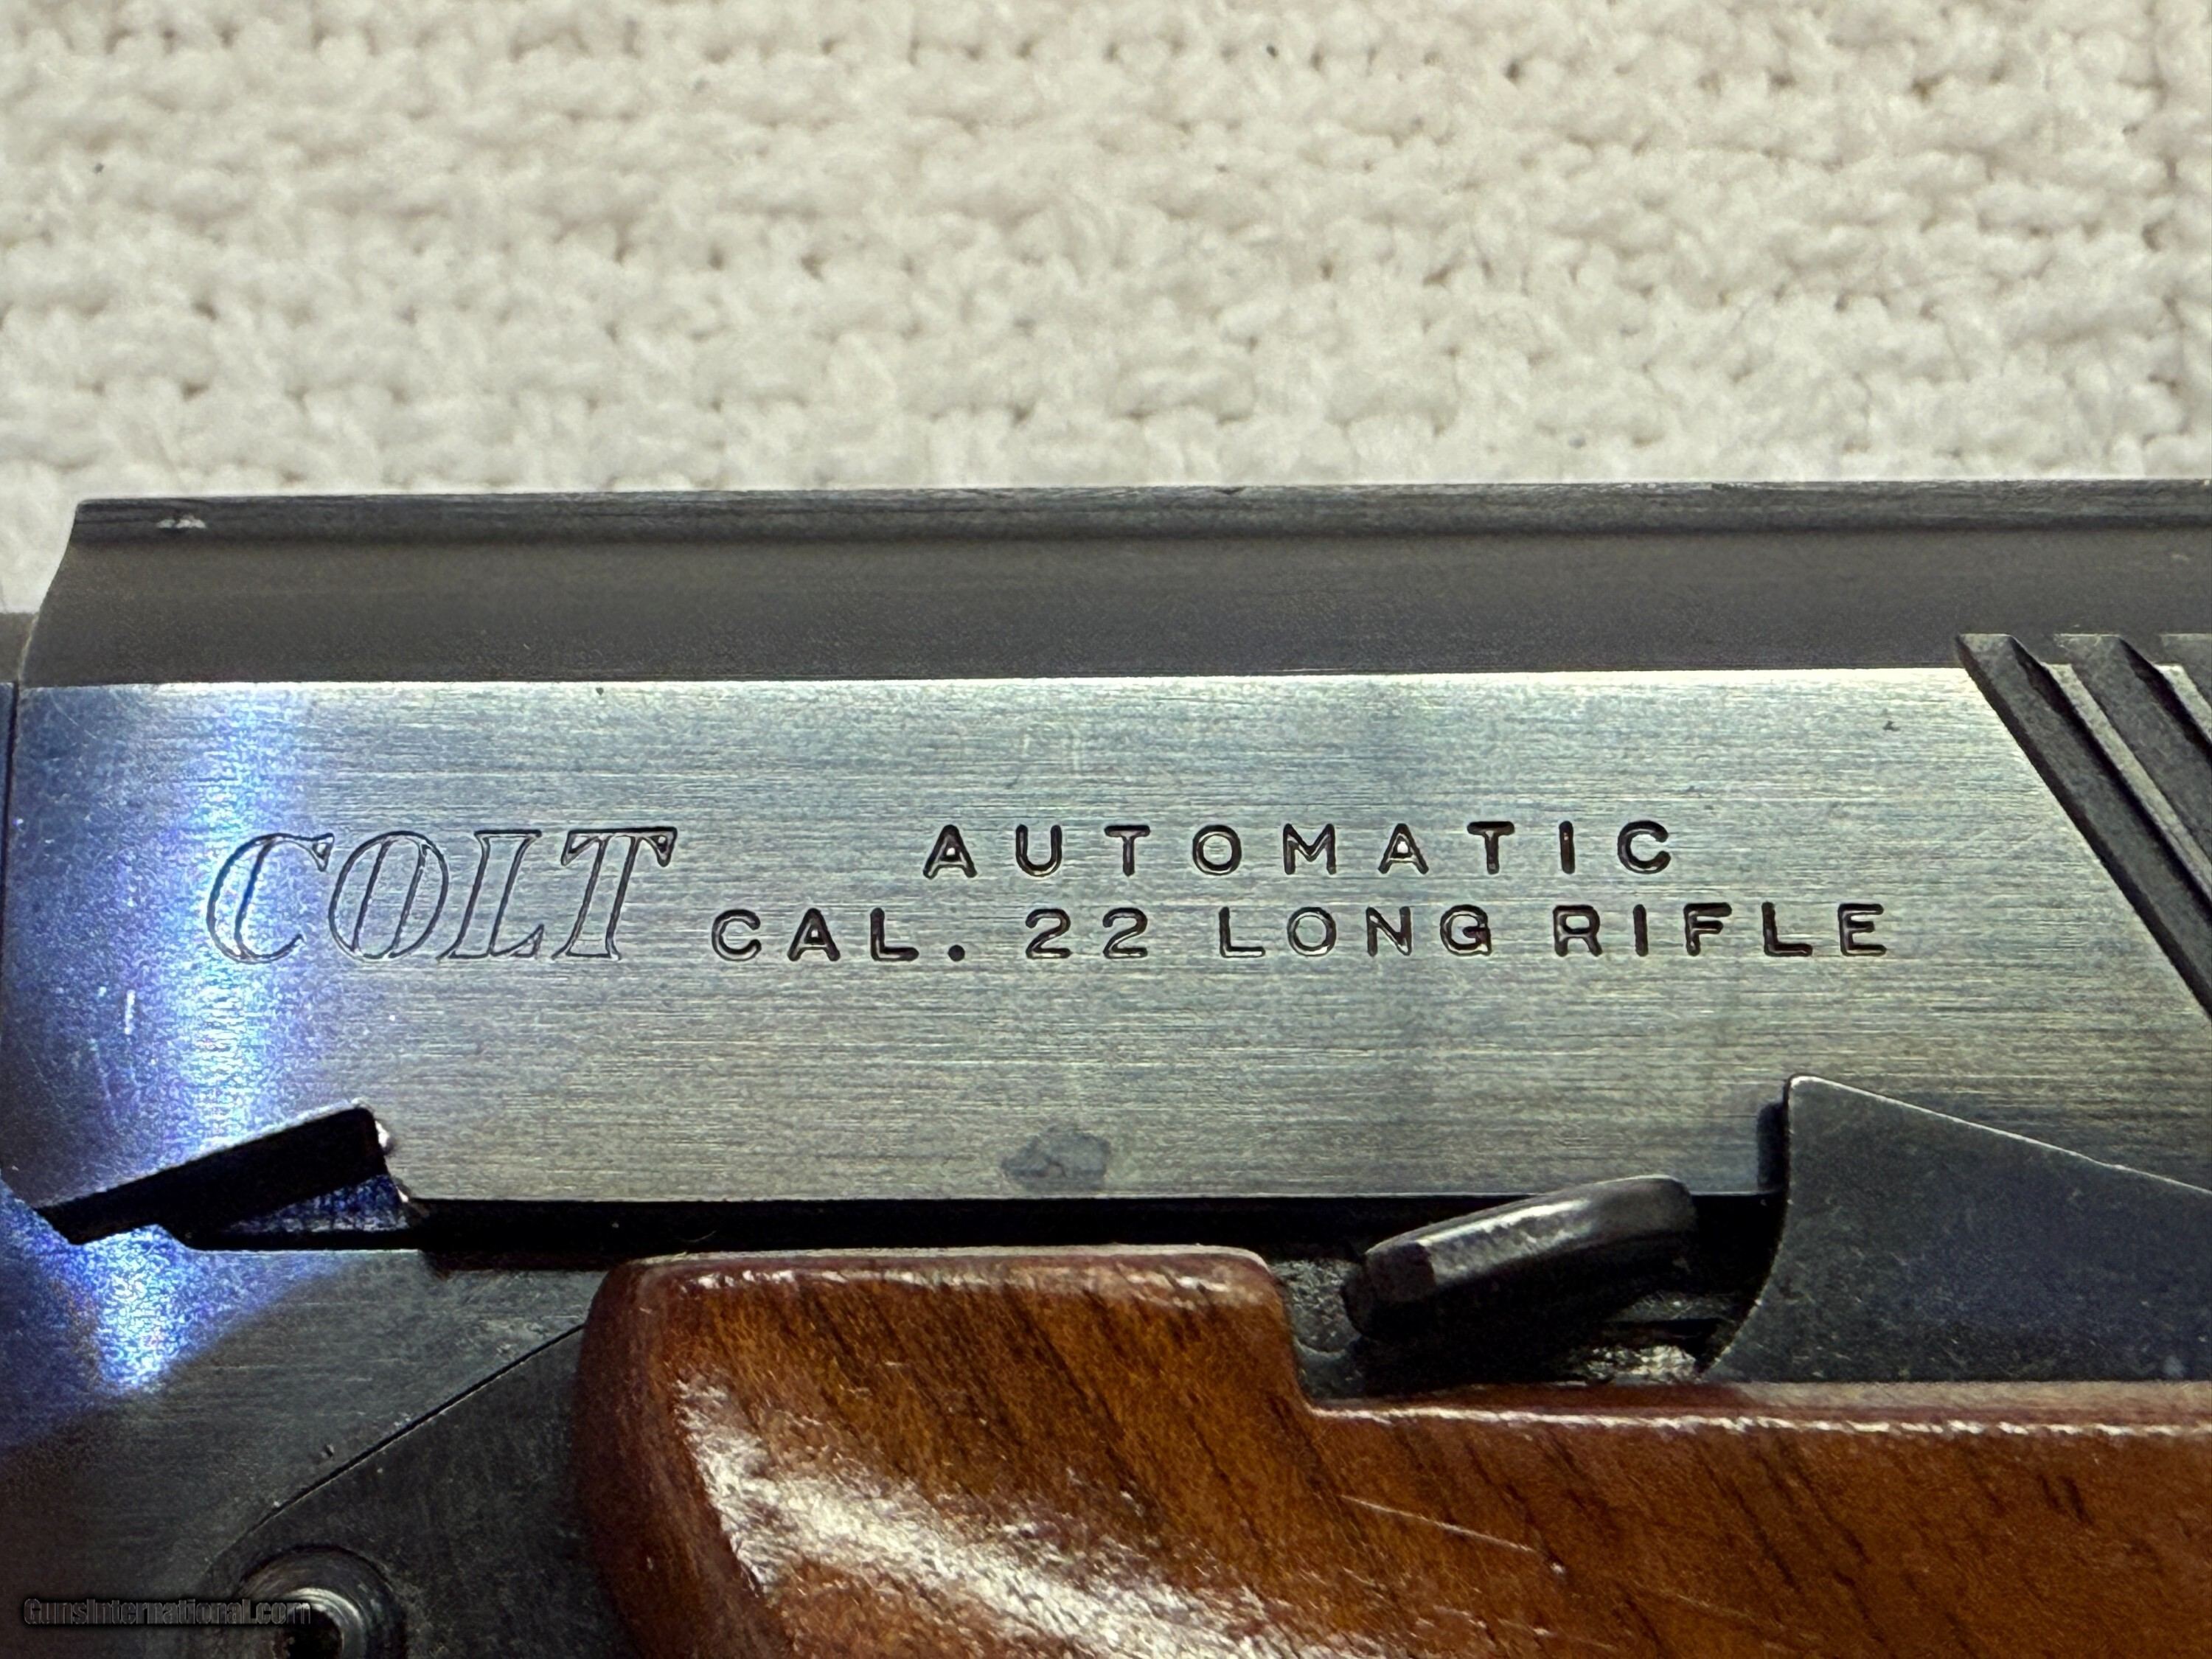 COLT
AUTOMATIC
CAL. 22 LONG RIFLE
GunsInternational.com